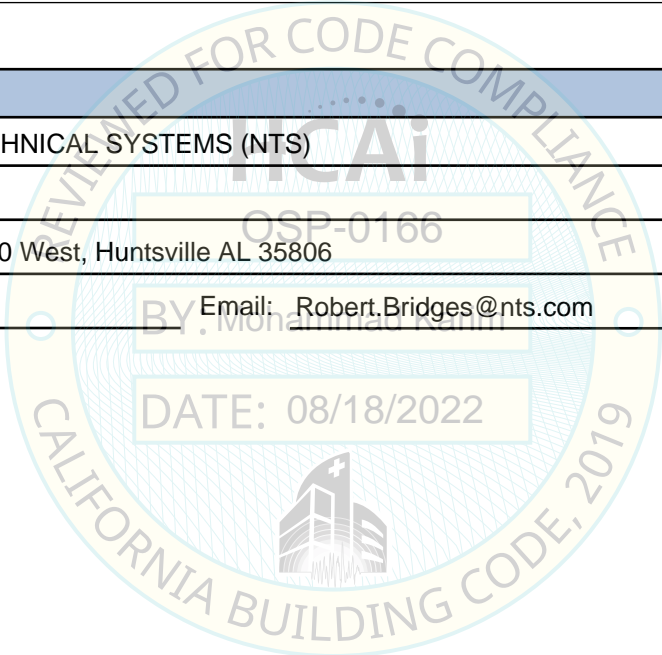 REVIEWED FOR CODE COMPLIANCE
HCAi
CHNICAL SYSTEMS (NTS)
OSP-0166
0 West, Huntsville AL 35806
Email: Robert.Bridges@nts.com
BY: Mohammad Karim
DATE: 08/18/2022
CALIFORNIA BUILDING CODE, 2019